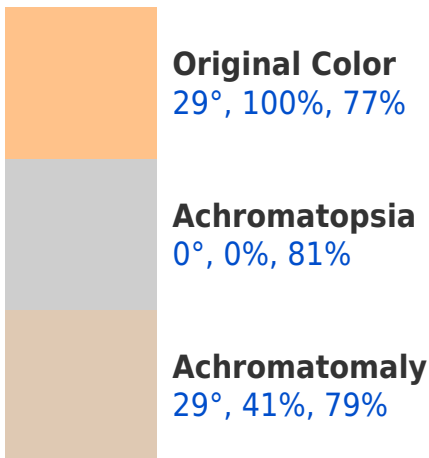 Original Color
29°, 100%, 77%
Achromatopsia
0°, 0%, 81%
Achromatomaly
29°, 41%, 79%